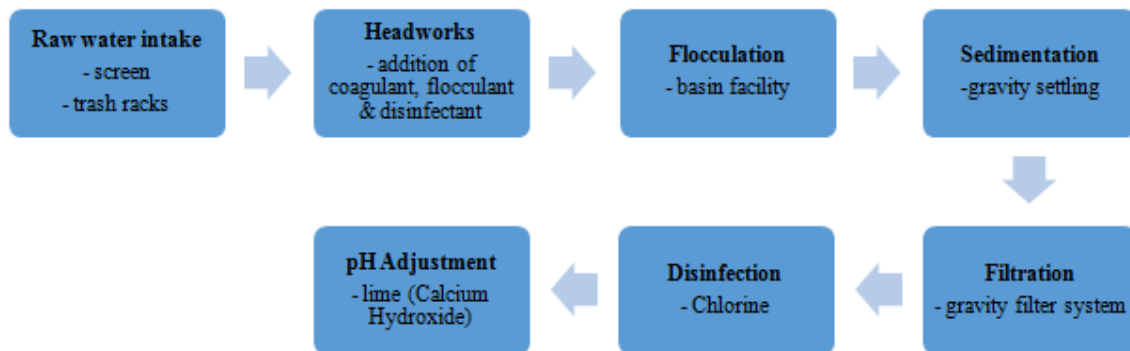 Raw water intake
- screen
- trash racks
Headworks
- addition of
coagulant, flocculant
& disinfectant
Flocculation
- basin facility
Sedimentation
-gravity settling
Filtration
- gravity filter system
Disinfection
- Chlorine
pH Adjustment
- lime (Calcium
Hydroxide)